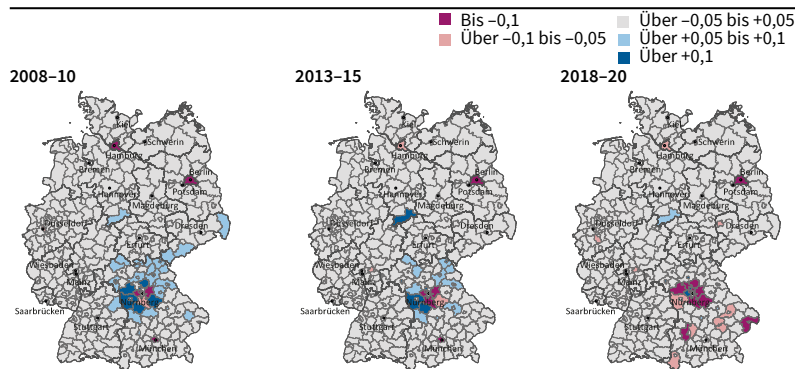 Bis –0,1
Über –0,1 bis –0,05
Über –0,05 bis +0,05
Über +0,05 bis +0,1
Über +0,1
2008–10
2013–15
2018–20
Kiel
Schwerin
Hamburg
Bremen
Berlin
Hannover
Potsdam
Magdeburg
Düsseldorf
Dresden
Erfurt
Wiesbaden
Mainz
Nürnberg
Saarbrücken
Stuttgart
München
Kiel
Schwerin
Hamburg
Bremen
Berlin
Hannover
Potsdam
Magdeburg
Düsseldorf
Dresden
Erfurt
Wiesbaden
Mainz
Nürnberg
Saarbrücken
Stuttgart
München
Kiel
Schwerin
Hamburg
Bremen
Berlin
Hannover
Potsdam
Magdeburg
Düsseldorf
Dresden
Erfurt
Wiesbaden
Mainz
Nürnberg
Saarbrücken
Stuttgart
München